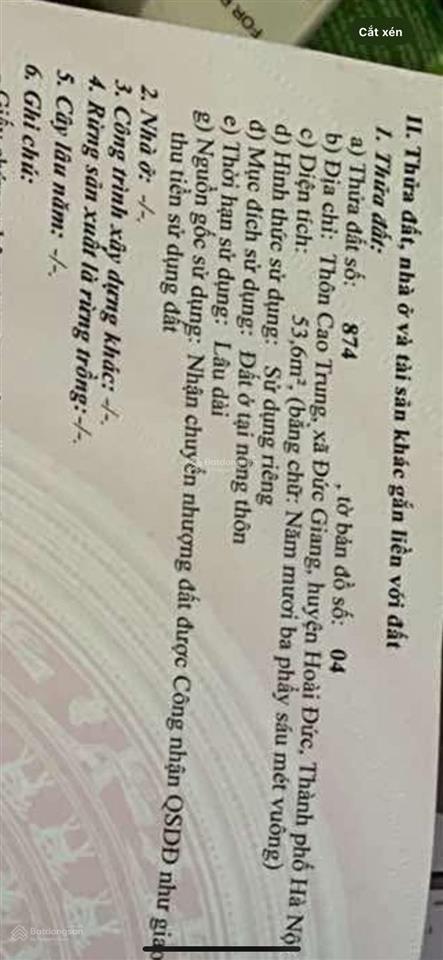 Cắt xén
FOR
II. Thửa đất, nhà ở và tài sản khác gắn liền với đất
1. Thửa đất:
a) Thửa đất số: 874 , tờ bản đồ số: 04
b) Địa chỉ: Thôn Cao Trung, xã Đức Giang, huyện Hoài Đức, Thành phố Hà Nội
c) Diện tích: 53,6m², (bằng chữ: Năm mươi ba phẩy sáu mét vuông)
d) Hình thức sử dụng: Sử dụng riêng
đ) Mục đích sử dụng: Đất ở tại nông thôn
e) Thời hạn sử dụng: Lâu dài
g) Nguồn gốc sử dụng: Nhận chuyển nhượng đất được Công nhận QSDĐ như giao
thu tiền sử dụng đất
2. Nhà ở: -/-.
3. Công trình xây dựng khác: -/-.
4. Rừng sản xuất là rừng trồng: -/-.
5. Cây lâu năm: -/-.
6. Ghi chú:
Batdongsan
Batdongsan